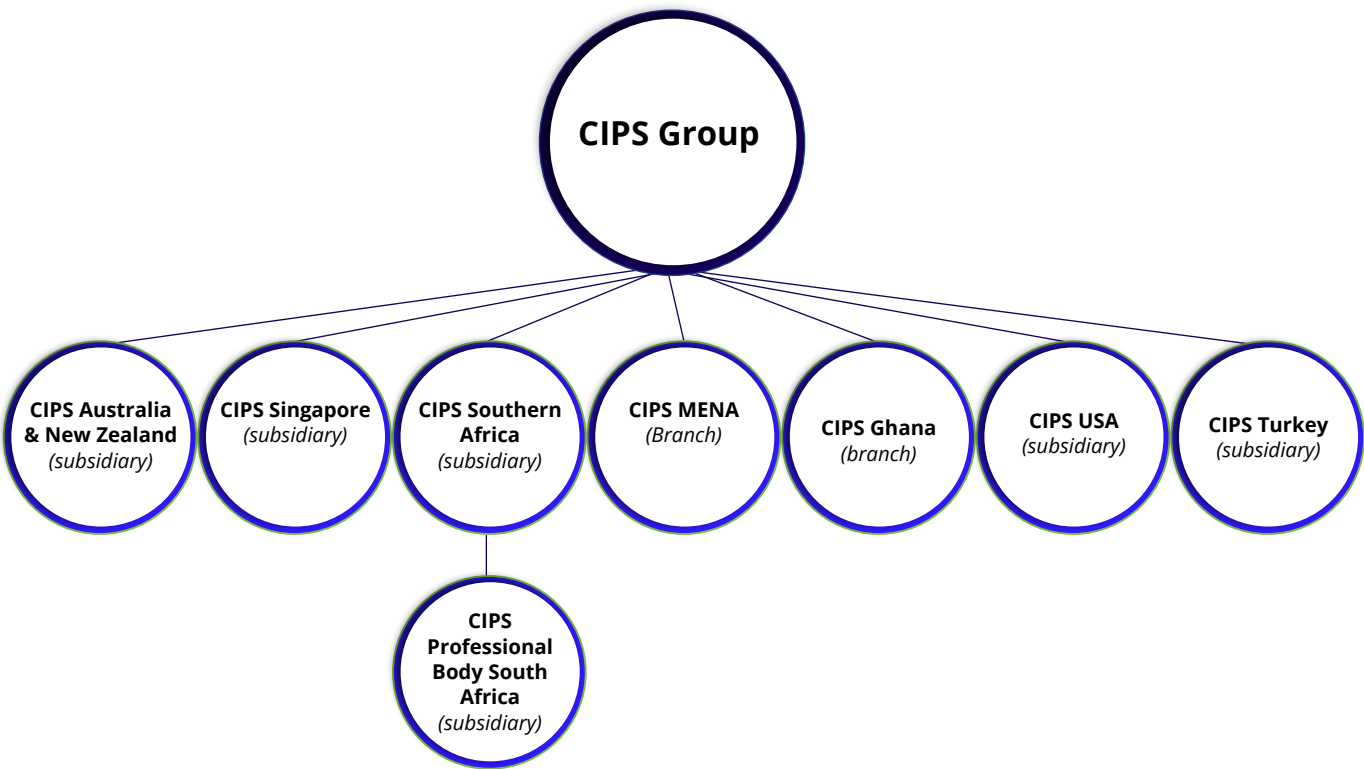 CIPS Group
CIPS Australia
& New Zealand
(subsidiary)
CIPS Singapore
(subsidiary)
CIPS Southern
Africa
(subsidiary)
CIPS MENA
(Branch)
CIPS Ghana
(branch)
CIPS USA
(subsidiary)
CIPS Turkey
(subsidiary)
CIPS
Professional
Body South
Africa
(subsidiary)